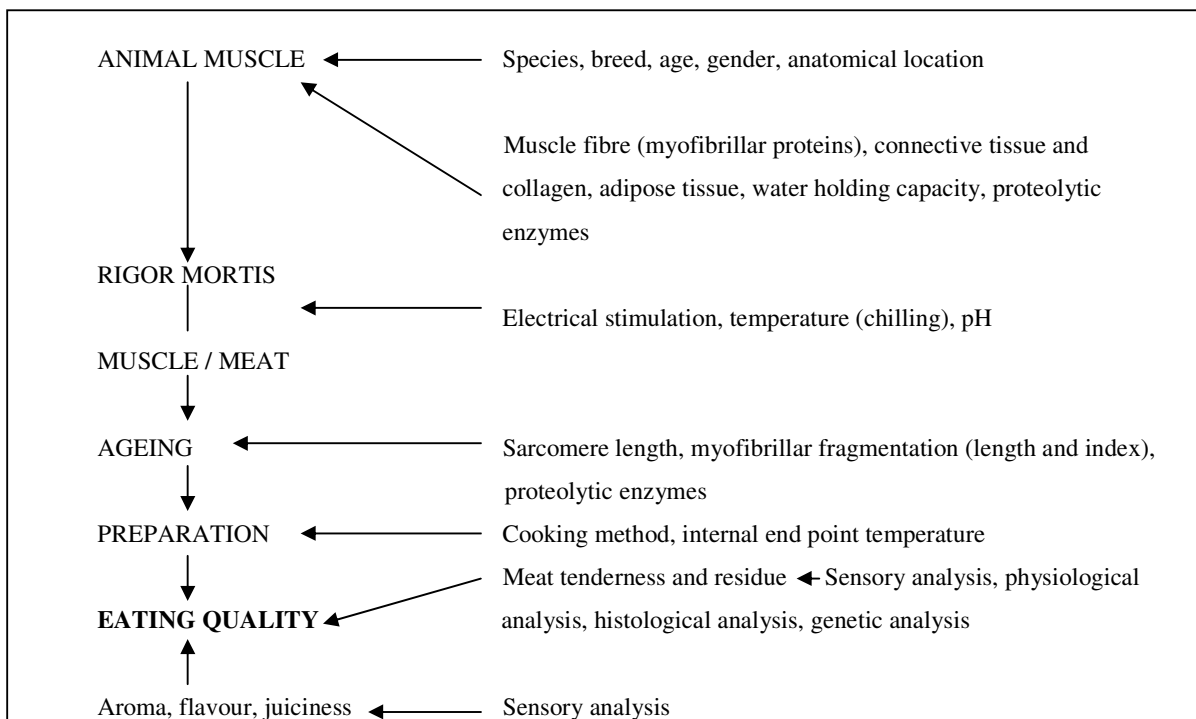 ANIMAL MUSCLE Species, breed, age, gender, anatomical location
Muscle fibre (myofibrillar proteins), connective tissue and
collagen, adipose tissue, water holding capacity, proteolytic
enzymes
RIGOR MORTIS
Electrical stimulation, temperature (chilling), pH
MUSCLE / MEAT
AGEING Sarcomere length, myofibrillar fragmentation (length and index),
proteolytic enzymes
PREPARATION Cooking method, internal end point temperature
Meat tenderness and residue Sensory analysis, physiological
EATING QUALITY analysis, histological analysis, genetic analysis
Aroma, flavour, juiciness Sensory analysis